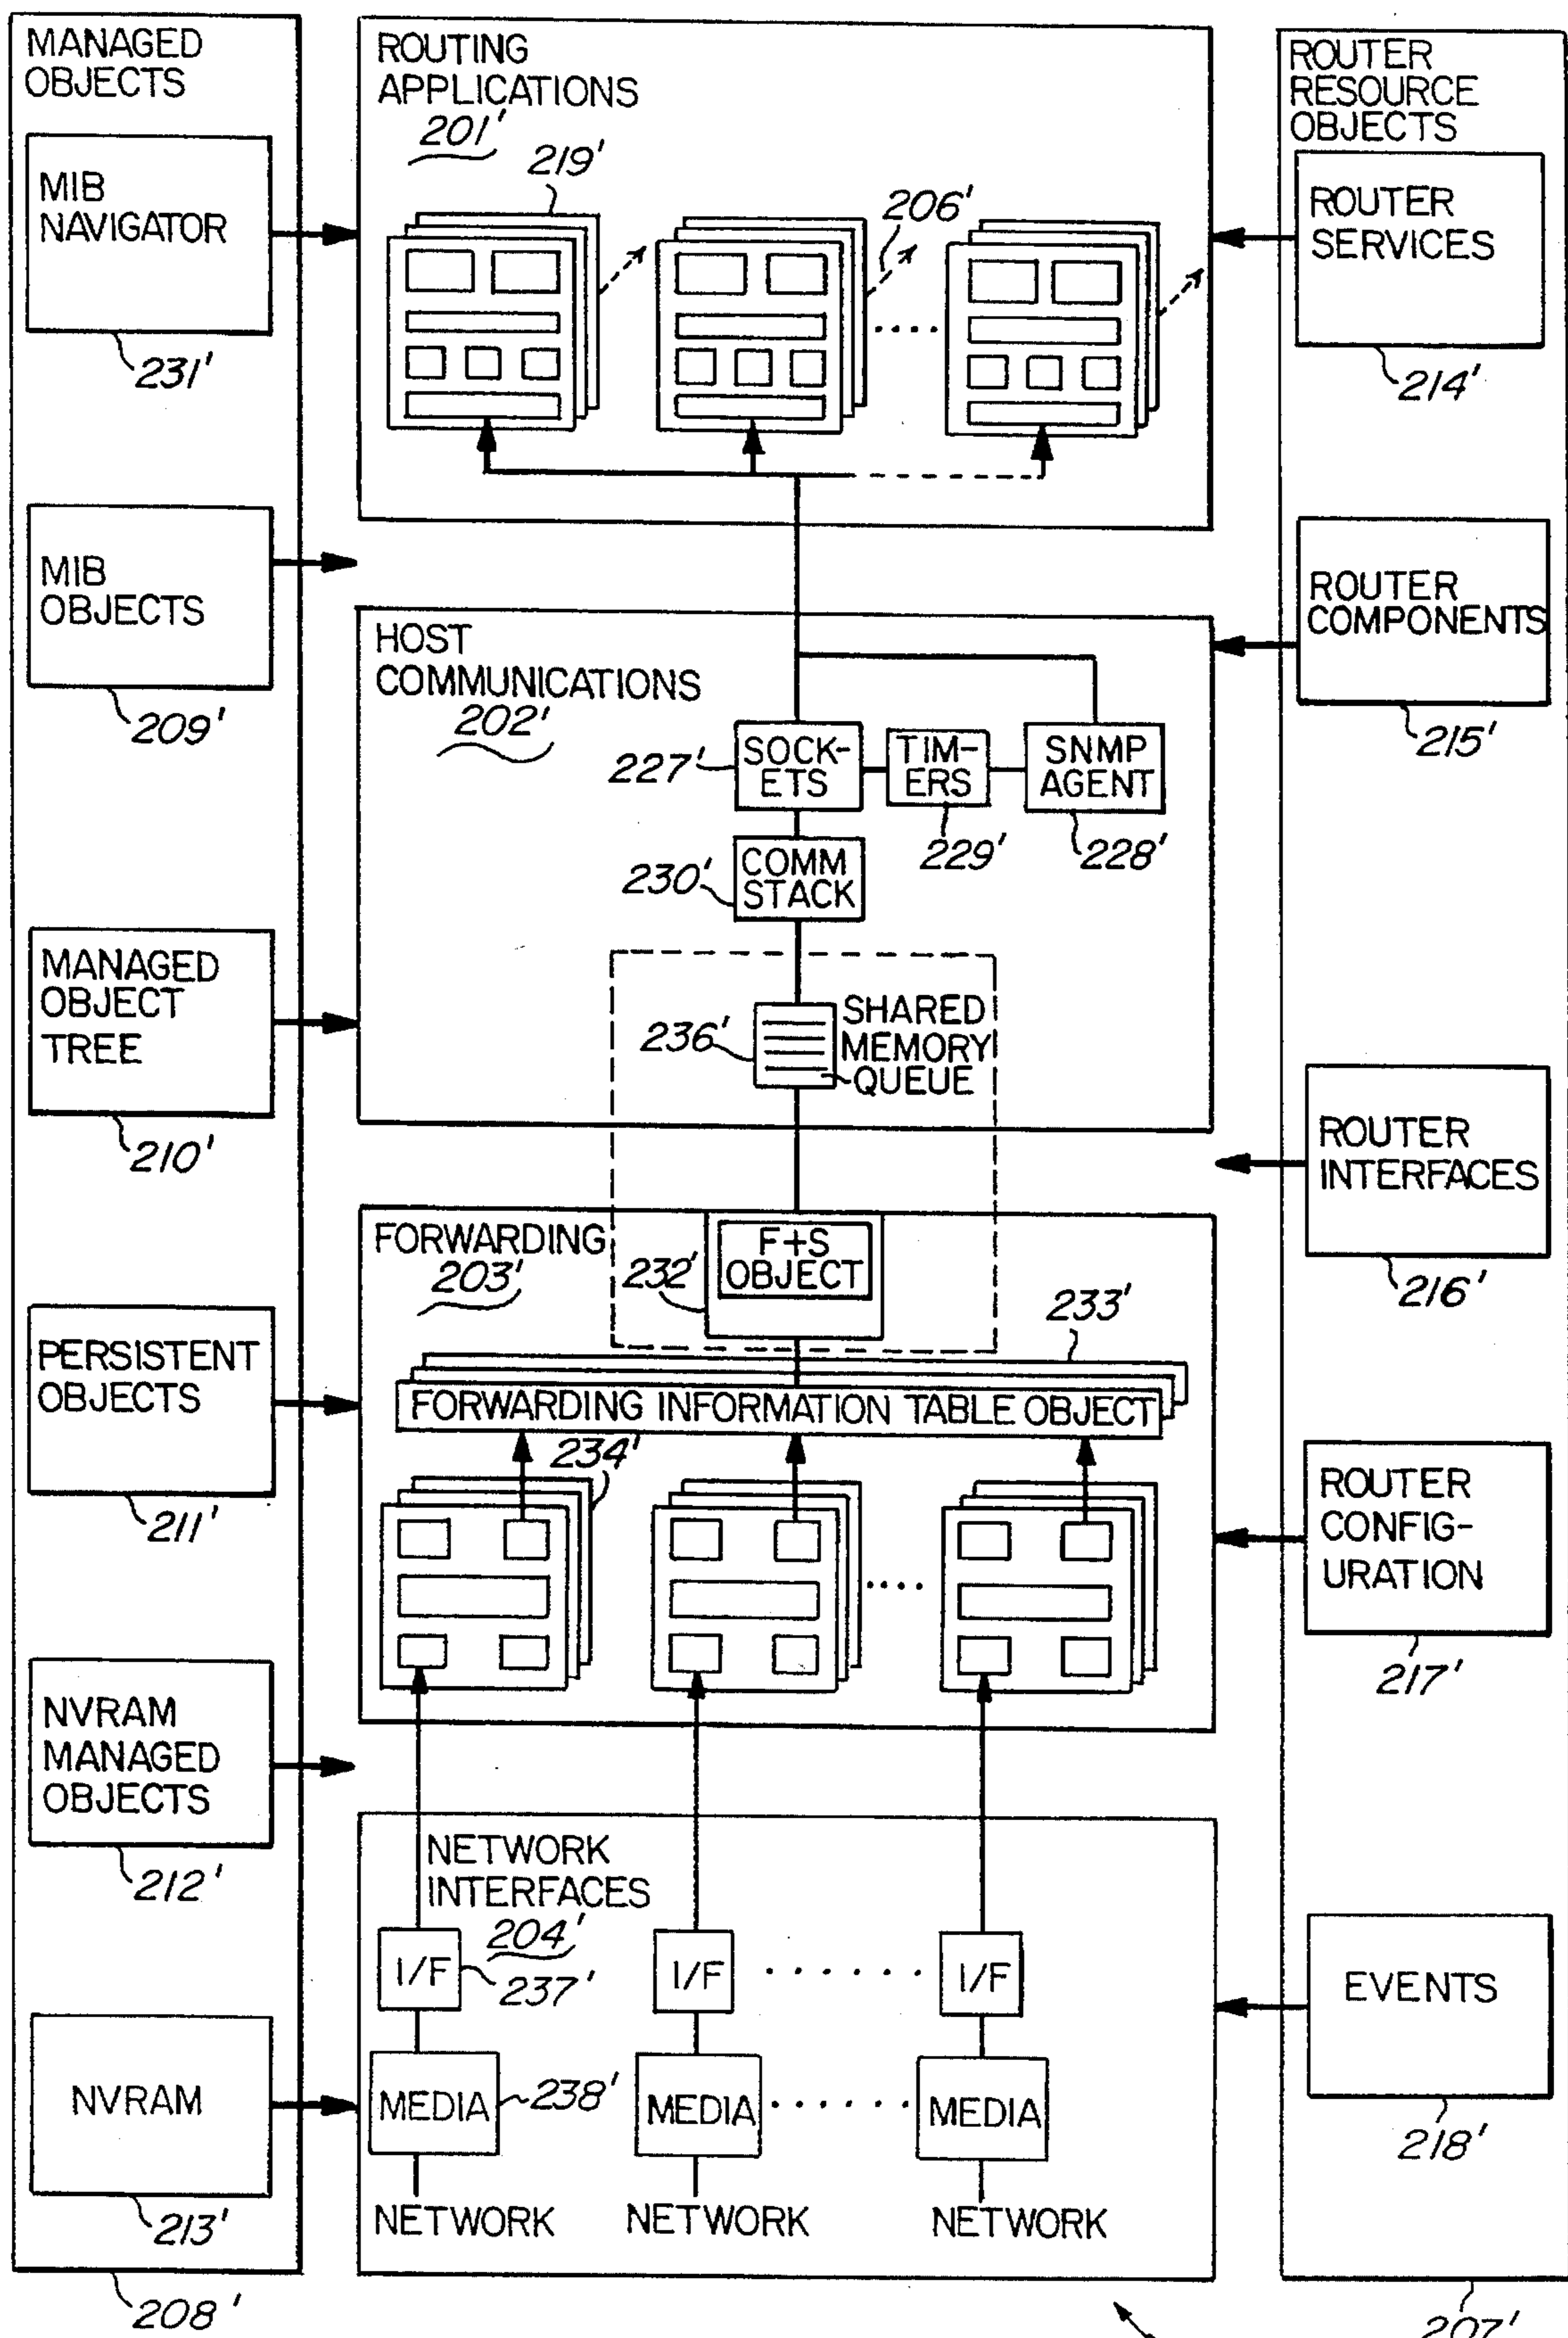 MANAGED
OBJECTS
MIB
NAVIGATOR
231'
MIB
OBJECTS
209'
MANAGED
OBJECT
TREE
210'
PERSISTENT
OBJECTS
211'
NVRAM
MANAGED
OBJECTS
212'
NVRAM
213'
208'
ROUTING
APPLICATIONS
201'
219'
206'
HOST
COMMUNICATIONS
202'
227'
SOCK-
ETS
TIM-
ERS
229'
SNMP
AGENT
228'
230'
COMM
STACK
236'
SHARED
MEMORY
QUEUE
FORWARDING
203'
232'
F+S
OBJECT
233'
FORWARDING INFORMATION TABLE OBJECT
234'
NETWORK
INTERFACES
204'
I/F
237'
I/F
I/F
MEDIA
238'
MEDIA
MEDIA
NETWORK
NETWORK
NETWORK
ROUTER
RESOURCE
OBJECTS
ROUTER
SERVICES
214'
ROUTER
COMPONENTS
215'
ROUTER
INTERFACES
216'
ROUTER
CONFIG-
URATION
217'
EVENTS
218'
207'